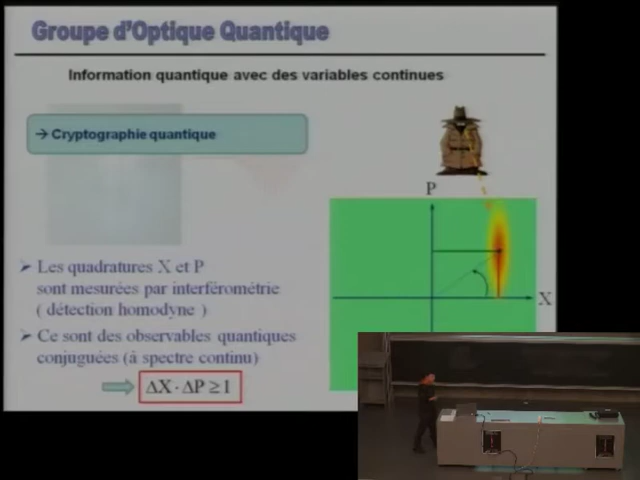 Groupe d'Optique Quantique
Information quantique avec des variables continues
→ Cryptographie quantique
P
X
➢ Les quadratures X et P
sont mesurées par interférométrie
( détection homodyne )
➢ Ce sont des observables quantiques
conjuguées (à spectre continu)
ΔX · ΔP ≥ 1